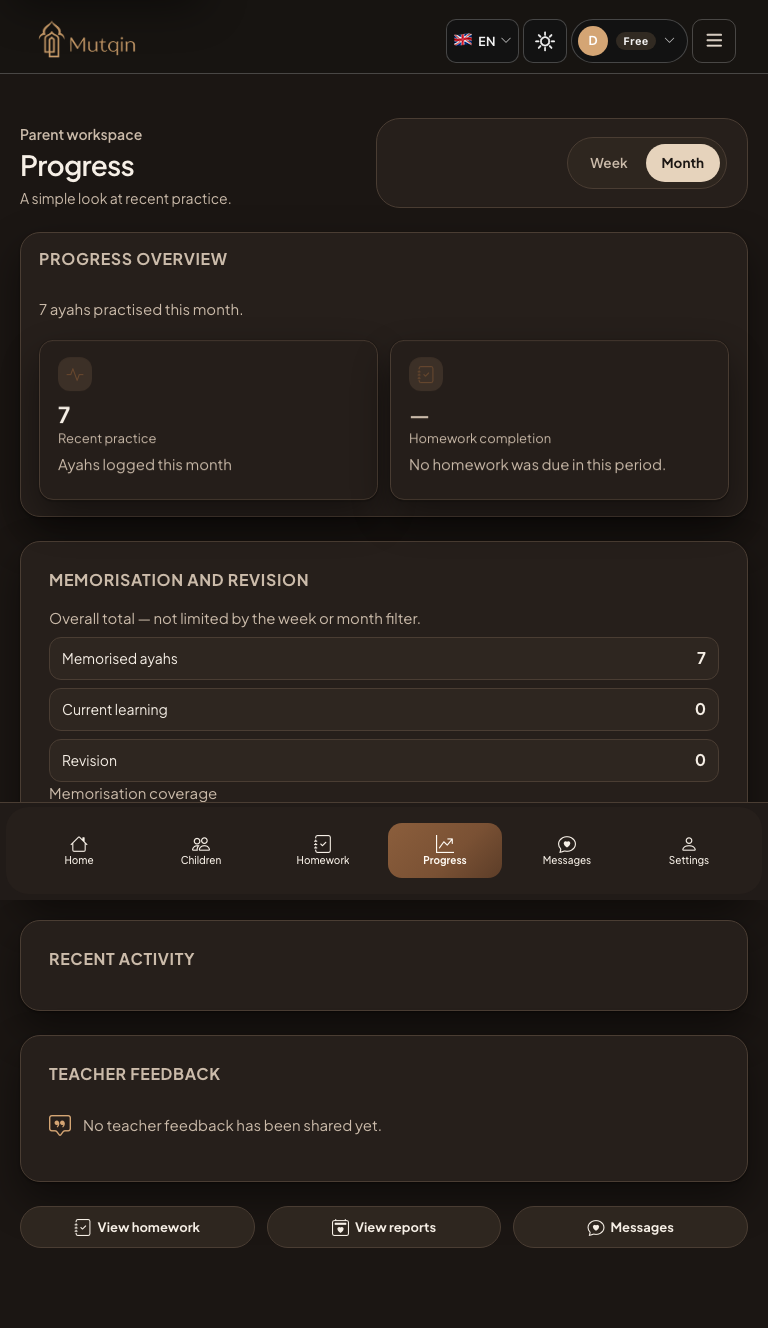 Mutqin
EN
D
Free
Parent workspace
Progress
A simple look at recent practice.
Week
Month
PROGRESS OVERVIEW
7 ayahs practised this month.
7
Recent practice
Ayahs logged this month
—
Homework completion
No homework was due in this period.
MEMORISATION AND REVISION
Overall total — not limited by the week or month filter.
Memorised ayahs 7
Current learning 0
Revision 0
Memorisation coverage
Home
Children
Homework
Progress
Messages
Settings
RECENT ACTIVITY
TEACHER FEEDBACK
No teacher feedback has been shared yet.
View homework
View reports
Messages